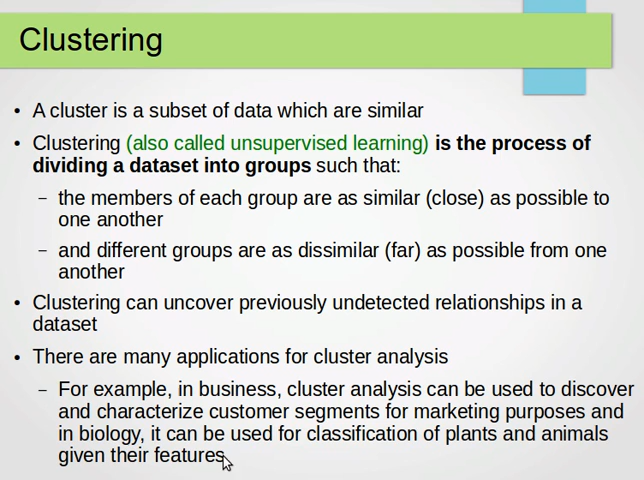 Clustering
• A cluster is a subset of data which are similar
• Clustering (also called unsupervised learning) is the process of
dividing a dataset into groups such that:
– the members of each group are as similar (close) as possible to
one another
– and different groups are as dissimilar (far) as possible from one
another
• Clustering can uncover previously undetected relationships in a
dataset
• There are many applications for cluster analysis
– For example, in business, cluster analysis can be used to discover
and characterize customer segments for marketing purposes and
in biology, it can be used for classification of plants and animals
given their features.